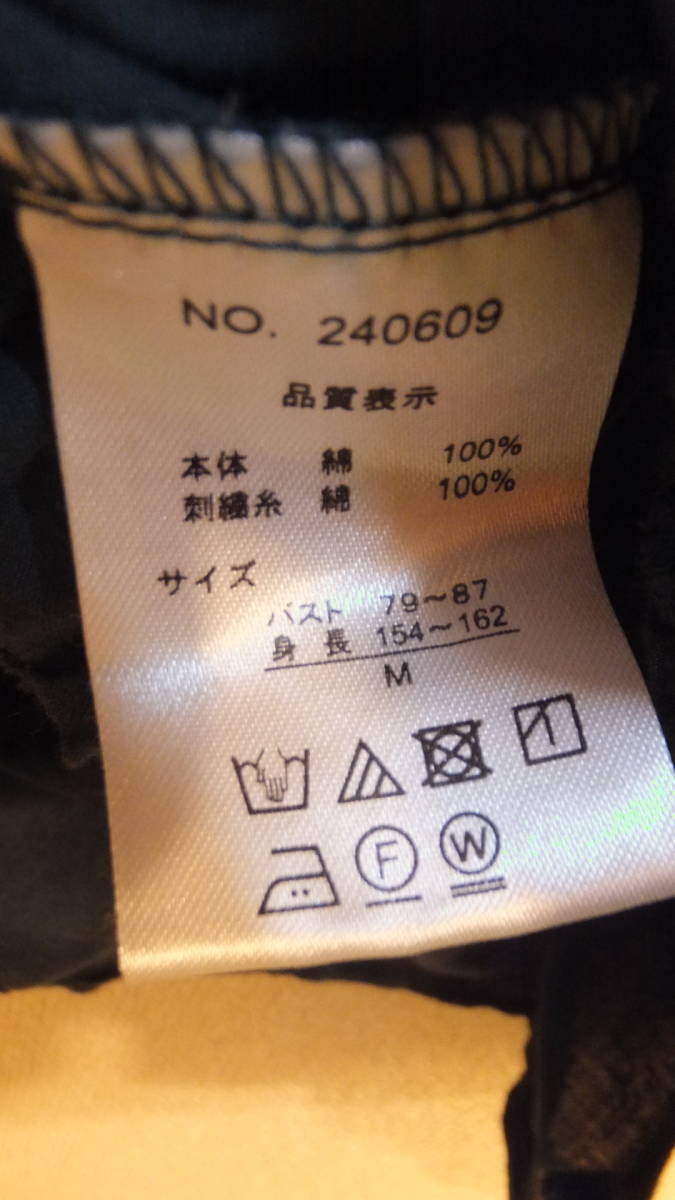 NO. 240609
品質表示
本体 綿 100%
刺繍糸 綿 100%
サイズ
バスト 79～87
身長 154～162
M
F W